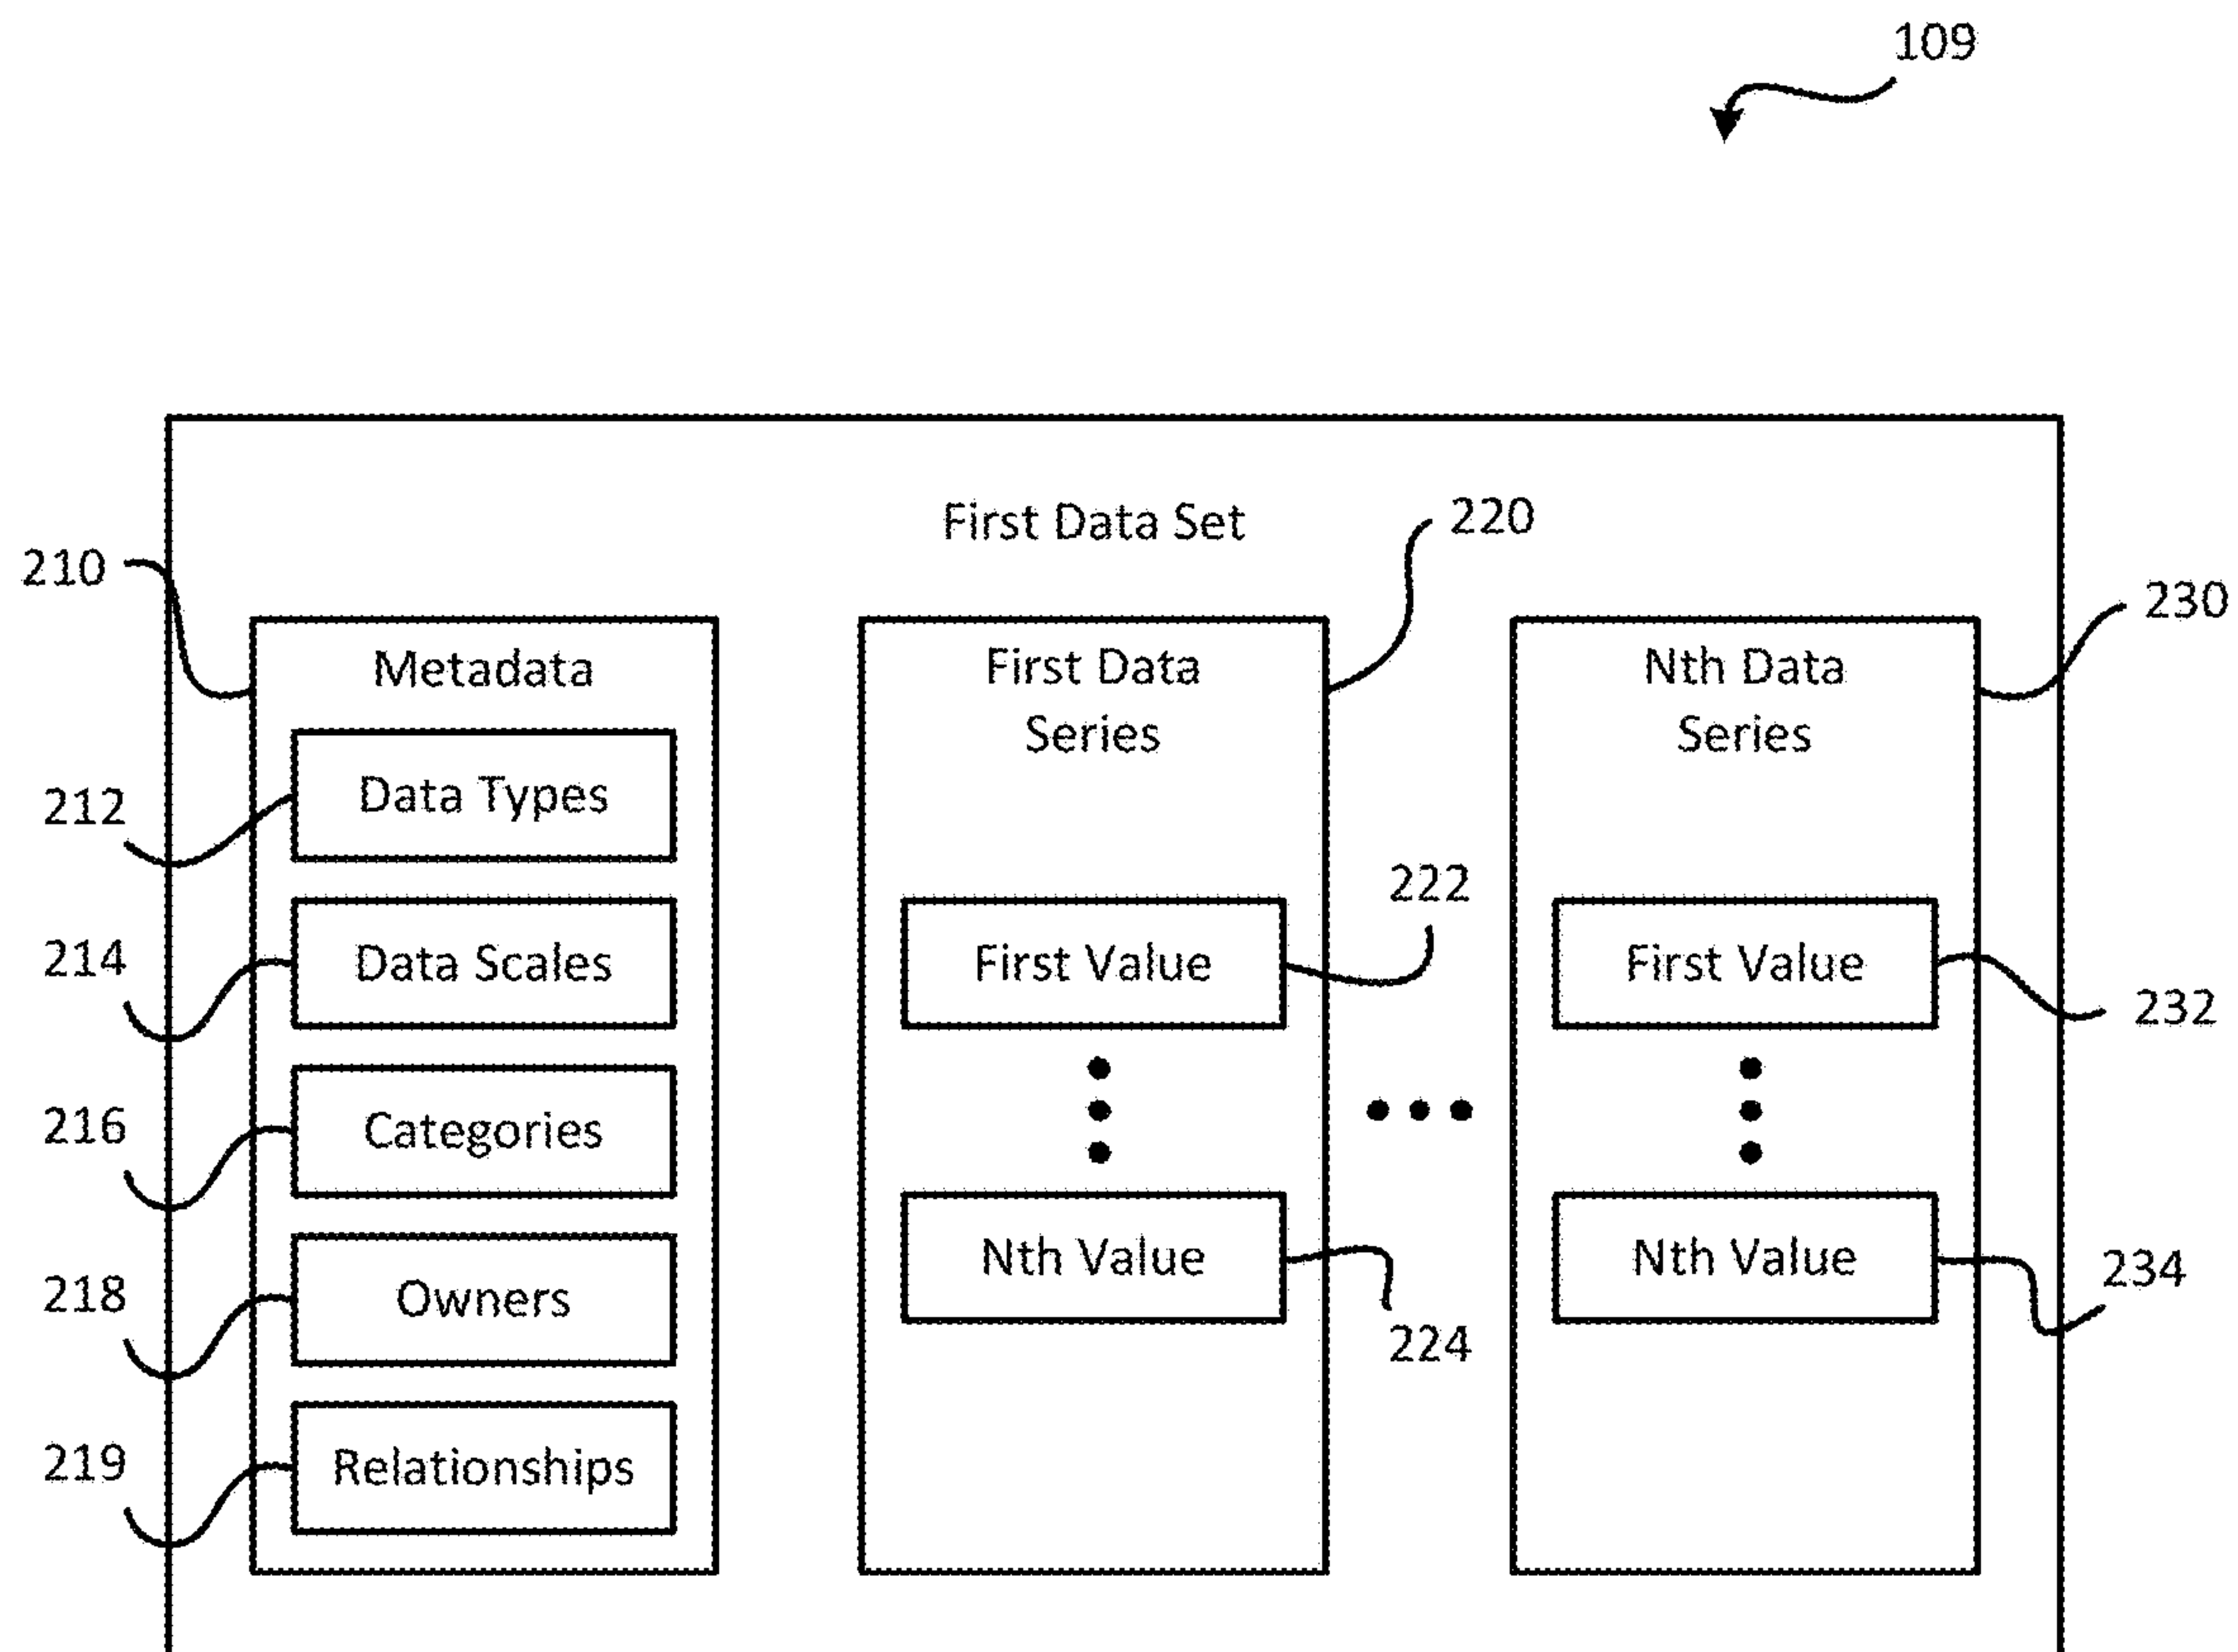 109
First Data Set
220
210
230
Metadata
First Data
Series
Nth Data
Series
212
Data Types
222
214
Data Scales
First Value
First Value
232
216
Categories
218
Owners
Nth Value
Nth Value
234
224
219
Relationships